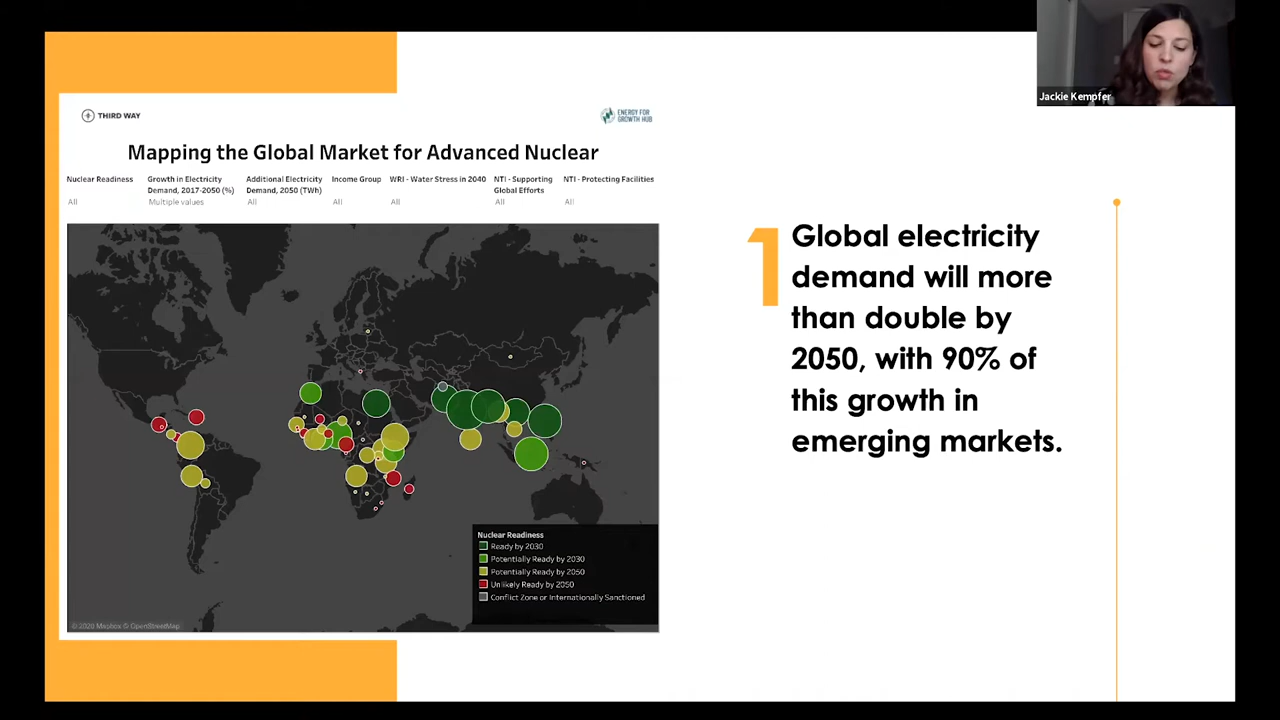 Jackie Kempfer
THIRD WAY
ENERGY FOR
GROWTH HUB
Mapping the Global Market for Advanced Nuclear
Nuclear Readiness
All
Growth in Electricity
Demand, 2017-2050 (%)
Multiple values
Additional Electricity
Demand, 2050 (TWh)
All
Income Group
All
WRI - Water Stress in 2040
All
NTI - Supporting
Global Efforts
All
NTI - Protecting Facilities
All
Nuclear Readiness
Ready by 2030
Potentially Ready by 2030
Potentially Ready by 2050
Unlikely Ready by 2050
Conflict Zone or Internationally Sanctioned
© 2020 Mapbox © OpenStreetMap
1
Global electricity
demand will more
than double by
2050, with 90% of
this growth in
emerging markets.